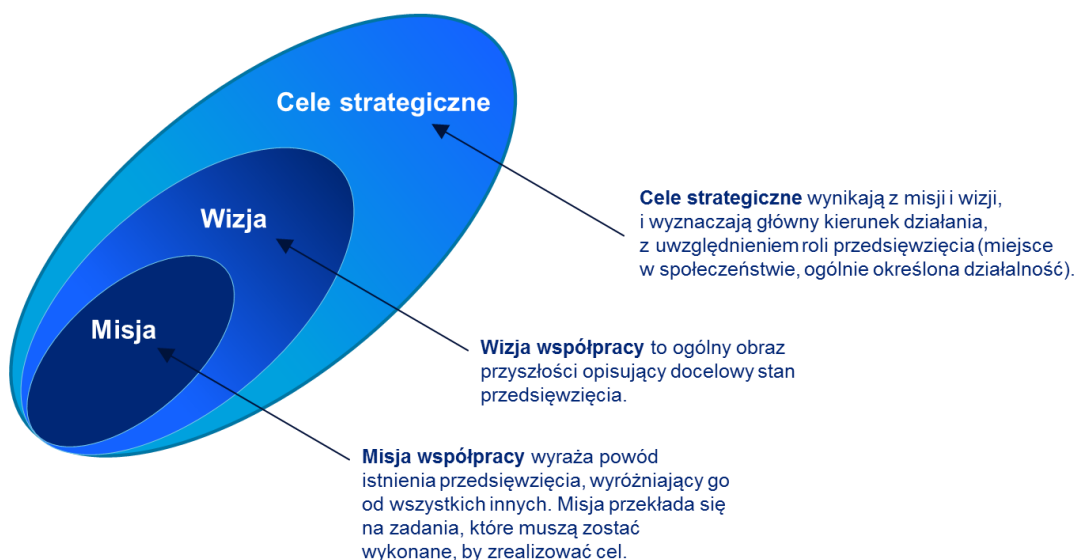 Cele strategiczne
Wizja
Misja
Cele strategiczne wynikają z misji i wizji,
i wyznaczają główny kierunek działania,
z uwzględnieniem roli przedsięwzięcia (miejsce
w społeczeństwie, ogólnie określona działalność).
Wizja współpracy to ogólny obraz
przyszłości opisujący docelowy stan
przedsięwzięcia.
Misja współpracy wyraża powód
istnienia przedsięwzięcia, wyróżniający go
od wszystkich innych. Misja przekłada się
na zadania, które muszą zostać
wykonane, by zrealizować cel.